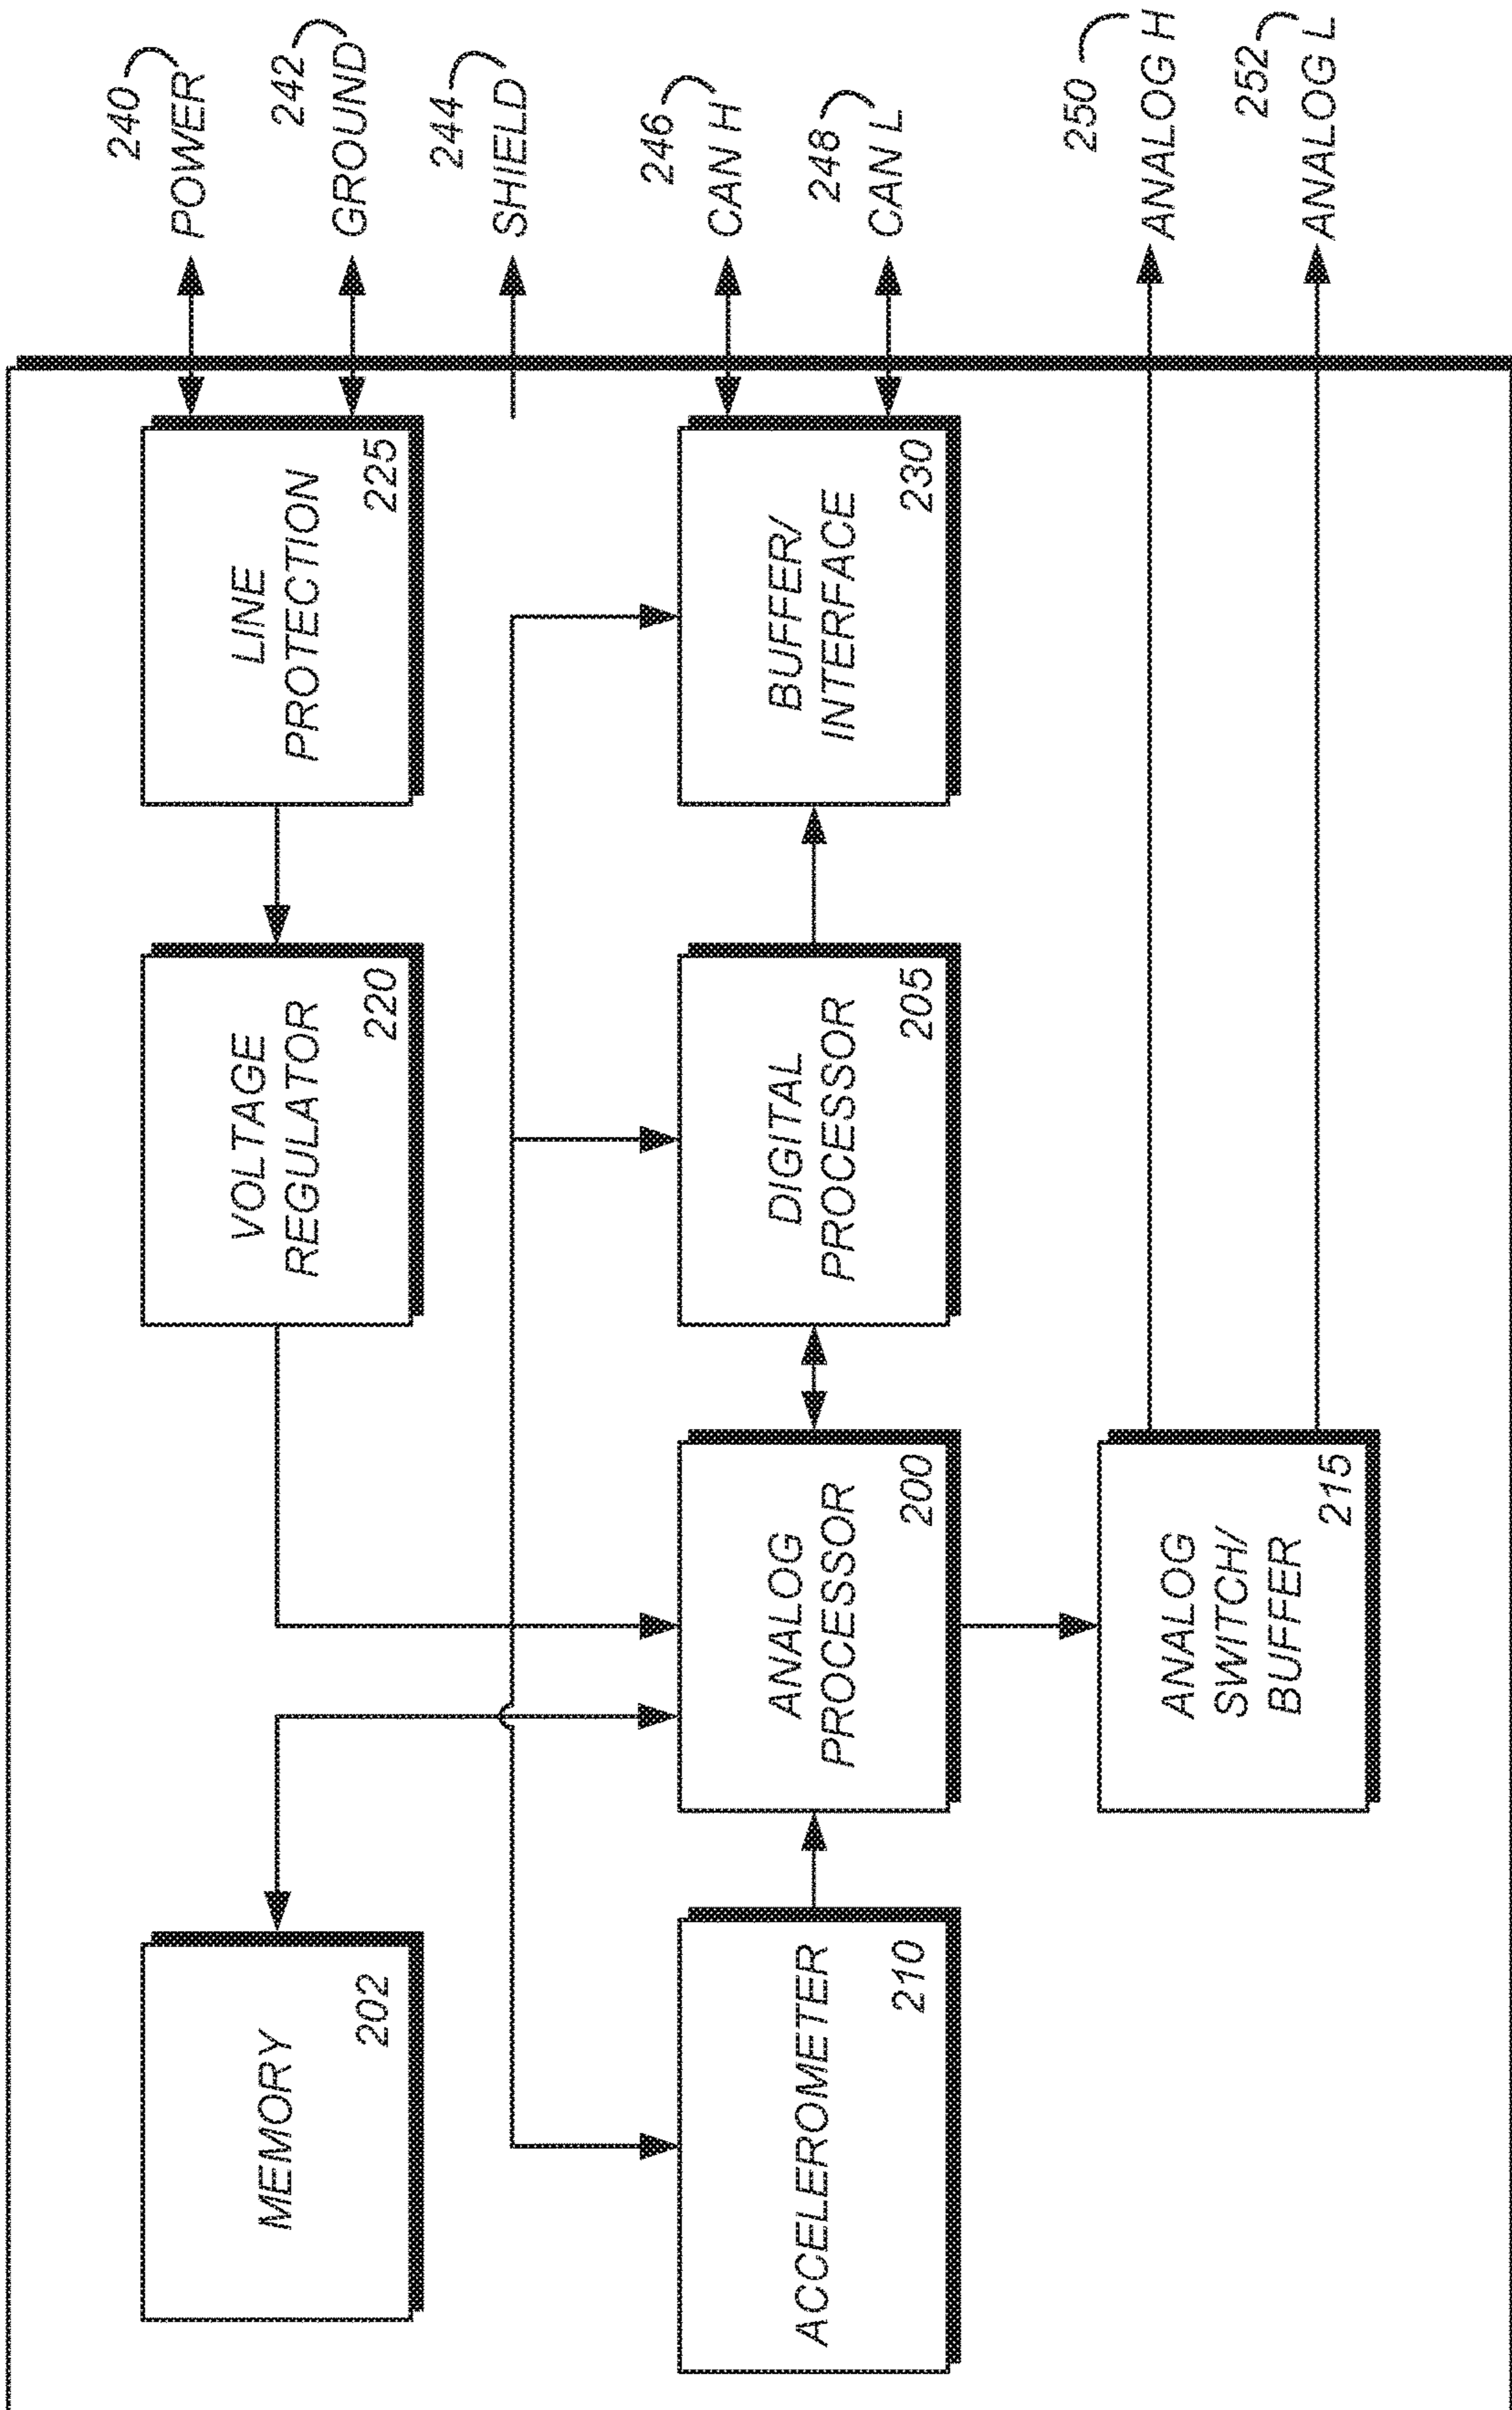 MEMORY
202
VOLTAGE
REGULATOR
220
LINE
PROTECTION
225
240
POWER
242
GROUND
244
SHIELD
ACCELEROMETER
210
ANALOG
PROCESSOR
200
DIGITAL
PROCESSOR
205
BUFFER/
INTERFACE
230
246
CAN H
248
CAN L
ANALOG
SWITCH/
BUFFER
215
250
ANALOG H
252
ANALOG L